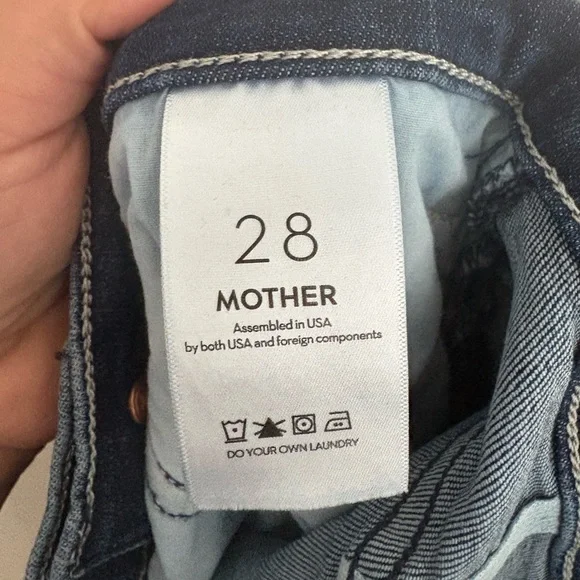 28
MOTHER
Assembled in USA
by both USA and foreign components
DO YOUR OWN LAUNDRY